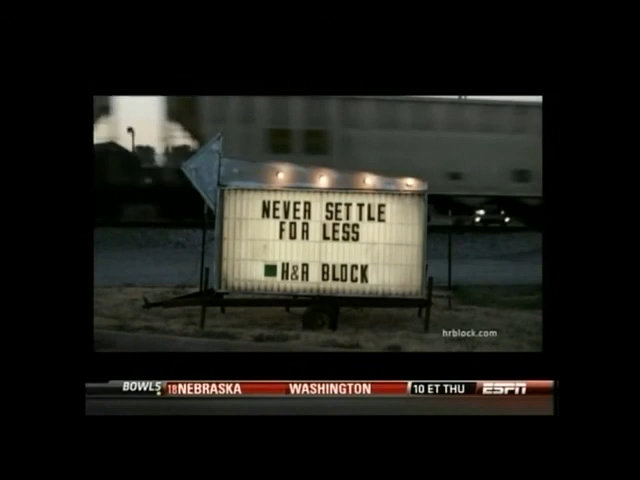 NEVER SETTLE
FOR LESS
H&R BLOCK
hrblock.com
BOWLS 18 NEBRASKA WASHINGTON 10 ET THU ESPN